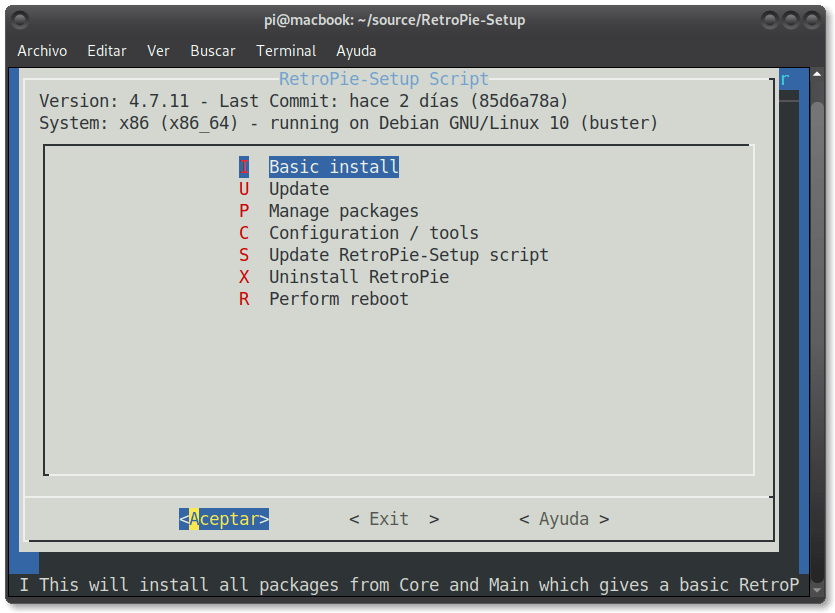 pi@macbook: ~/source/RetroPie-Setup
Archivo Editar Ver Buscar Terminal Ayuda
RetroPie-Setup Script
r
Version: 4.7.11 - Last Commit: hace 2 días (85d6a78a)
System: x86 (x86_64) - running on Debian GNU/Linux 10 (buster)
I Basic install
U Update
P Manage packages
C Configuration / tools
S Update RetroPie-Setup script
X Uninstall RetroPie
R Perform reboot
<Aceptar> < Exit > < Ayuda >
I This will install all packages from Core and Main which gives a basic RetroP